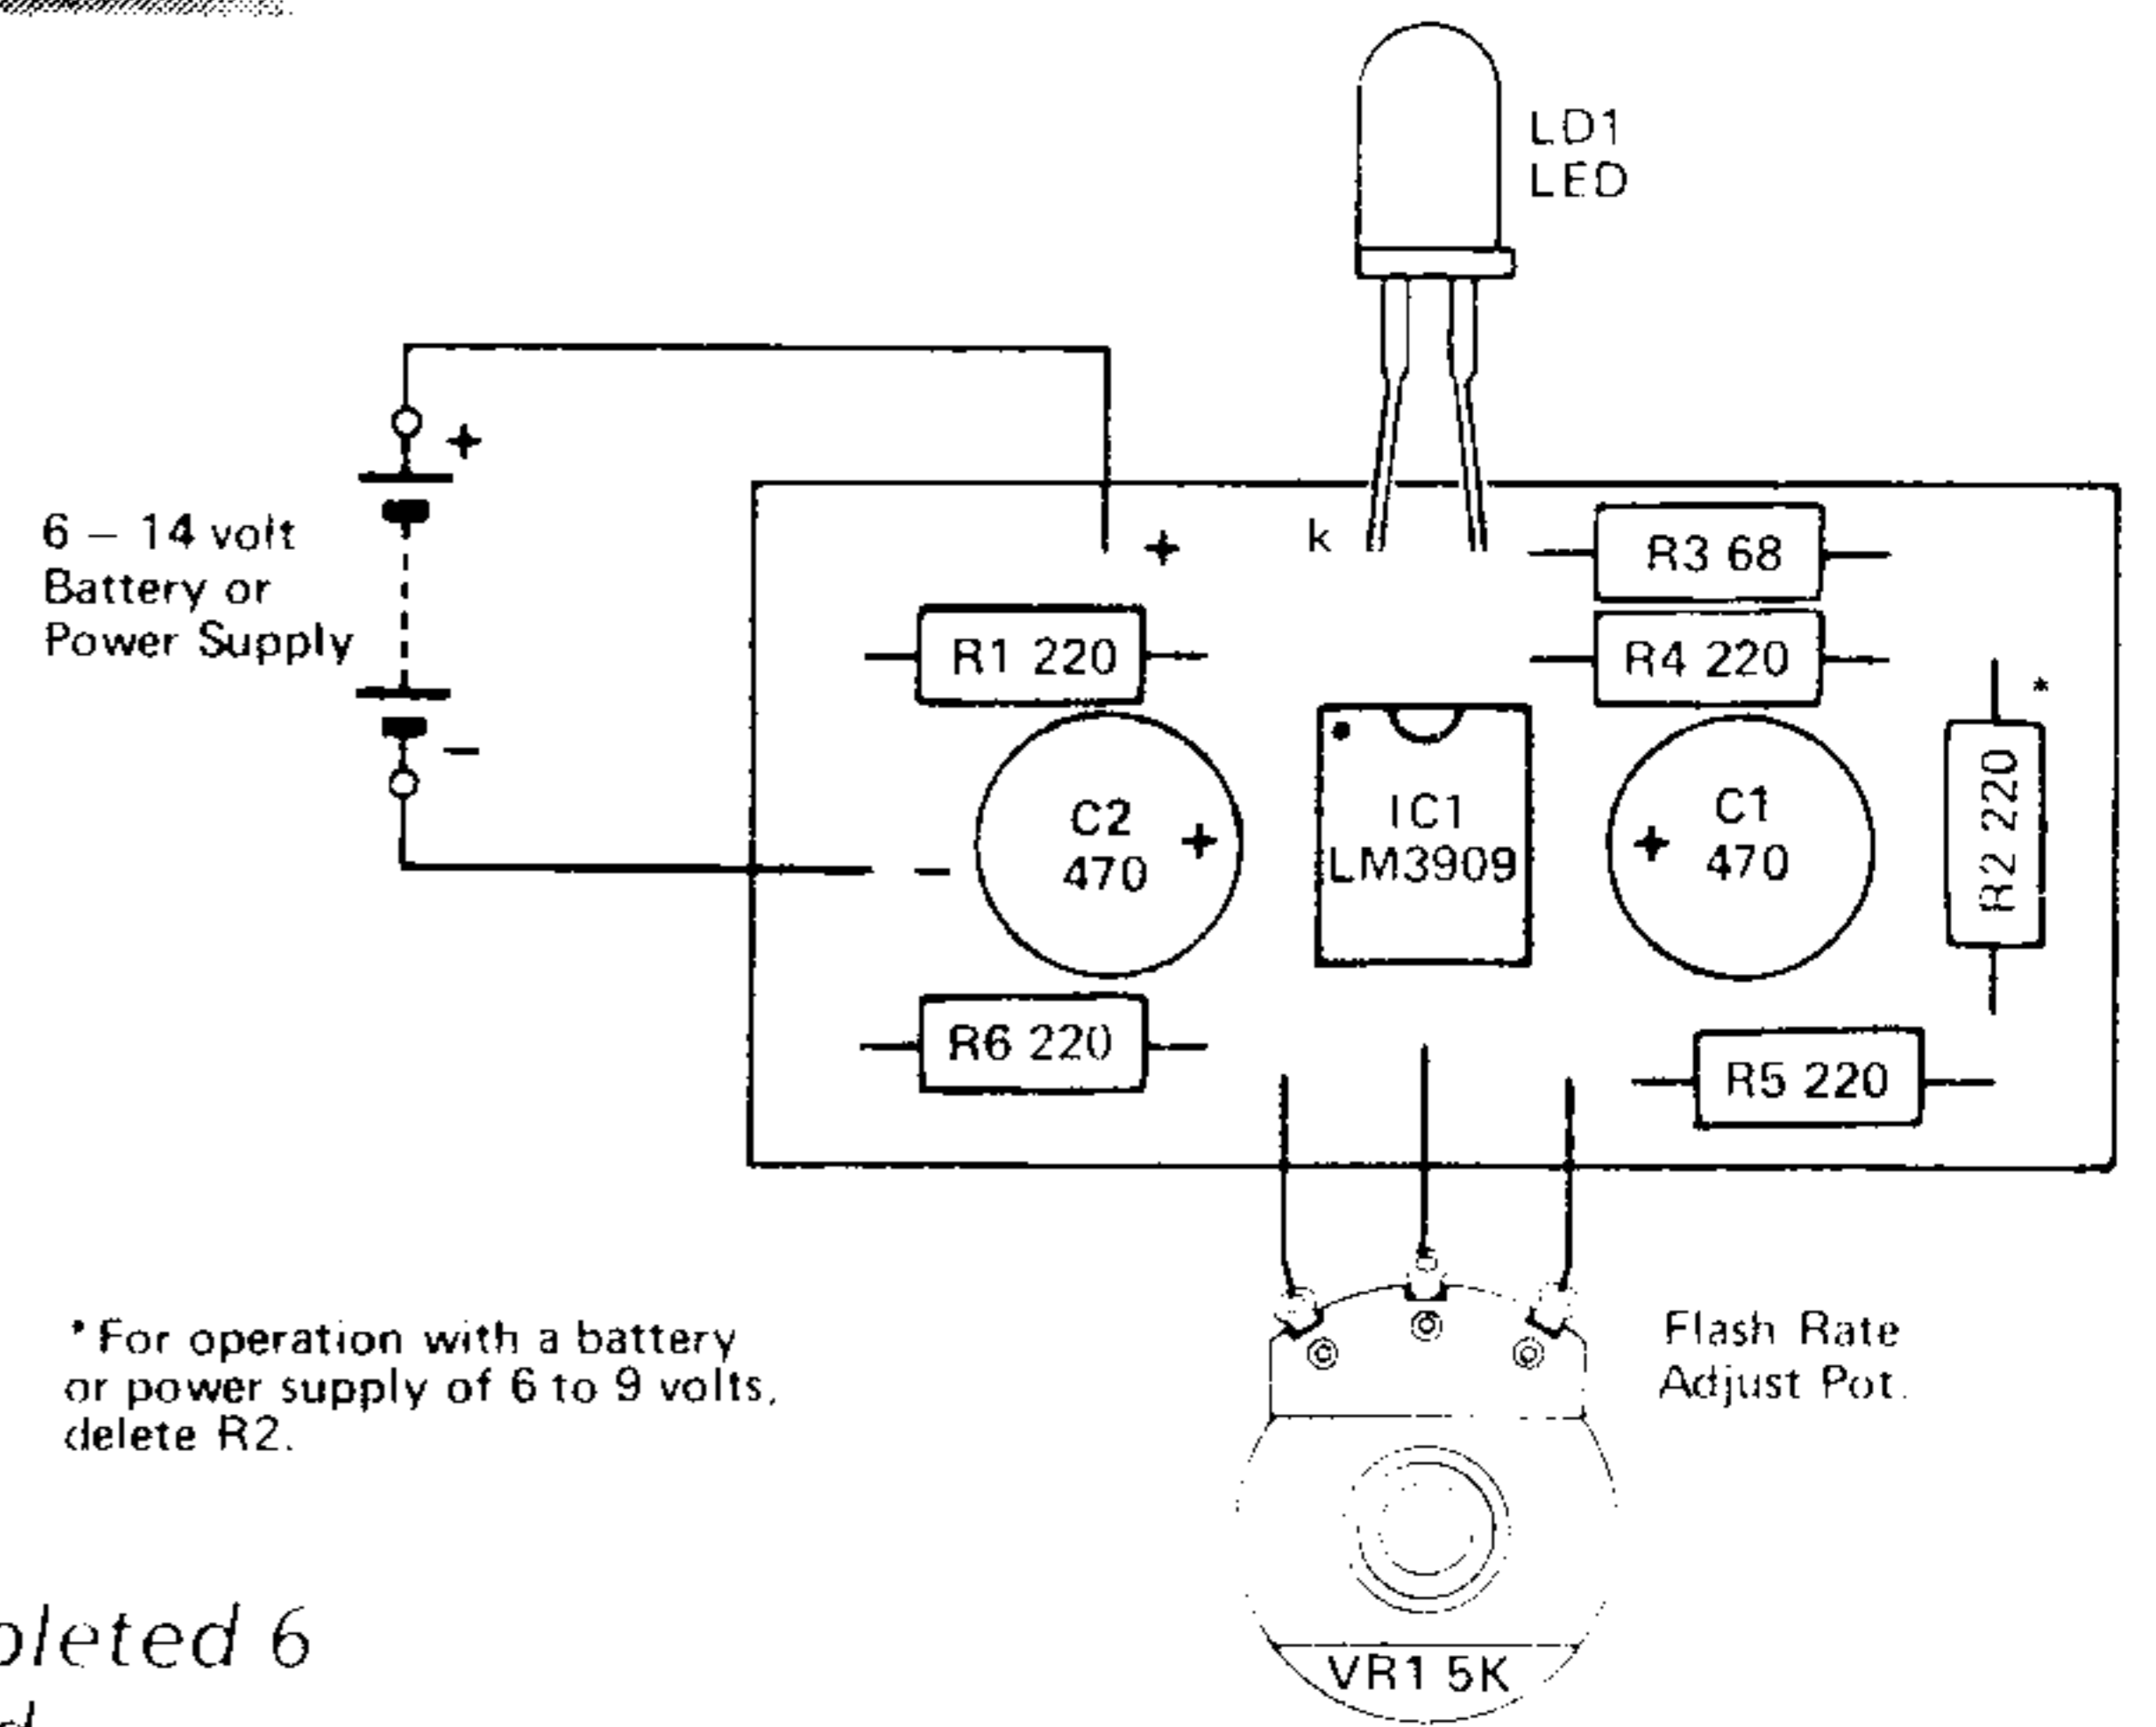 LD1
LED
+
6 – 14 volt
Battery or
Power Supply
–
+
k
R3 68
R1 220
R4 220
*
R2 220
C2
470
+
–
IC1
LM3909
C1
470
+
R6 220
R5 220
* For operation with a battery
or power supply of 6 to 9 volts,
delete R2.
Flash Rate
Adjust Pot.
VR1 5K
pleted 6
d